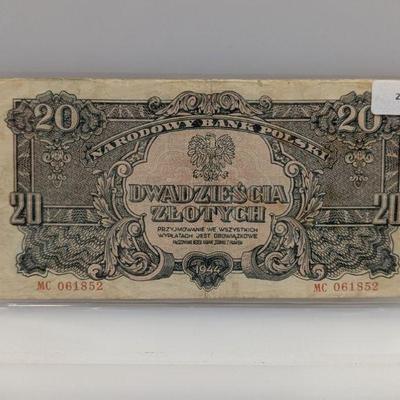 20 20
NARODOWY BANK POLSKI
DWADZIEŚCIA
ZŁOTYCH
20 20
PRZYJMOWANIE WE WSZYSTKICH
WYPŁATACH JEST OBOWIĄZKOWE
1944
MC 061852 MC 061852